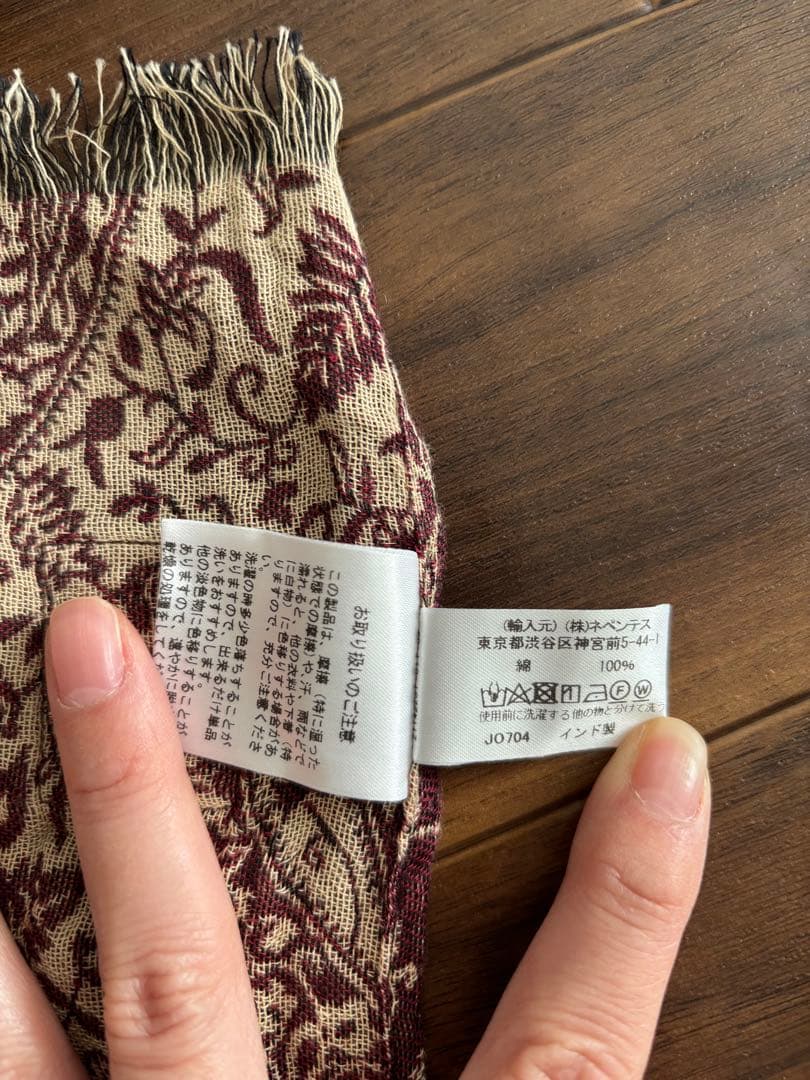 お取り扱いのご注意
この製品は、摩擦（特に湿った
状態での摩擦）や、汗、雨などで
濡れると、他の衣料や下着（特
に白物）に色移りする場合があ
りますので、充分ご注意くださ
い。
洗濯の際多少色落ちすることが
ありますので、出来るだけ単品
洗いをおすすめします。
他の淡色物に色移りすることが
ありますので、速やかに
乾燥の処理をしてくだ
（輸入元）（株）ネペンテス
東京都渋谷区神宮前5-44-1
綿 100%
使用前に洗濯する 他の物と分けて洗う
JO704 インド製